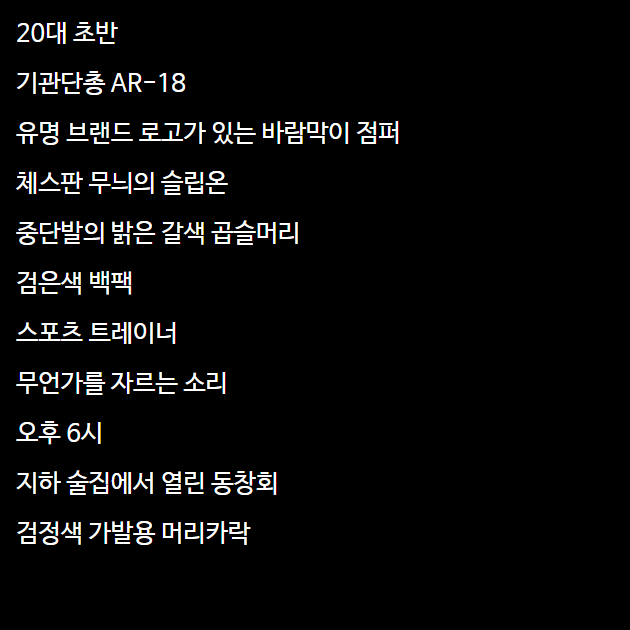 20대 초반
기관단총 AR-18
유명 브랜드 로고가 있는 바람막이 점퍼
체스판 무늬의 슬립온
중단발의 밝은 갈색 곱슬머리
검은색 백팩
스포츠 트레이너
무언가를 자르는 소리
오후 6시
지하 술집에서 열린 동창회
검정색 가발용 머리카락